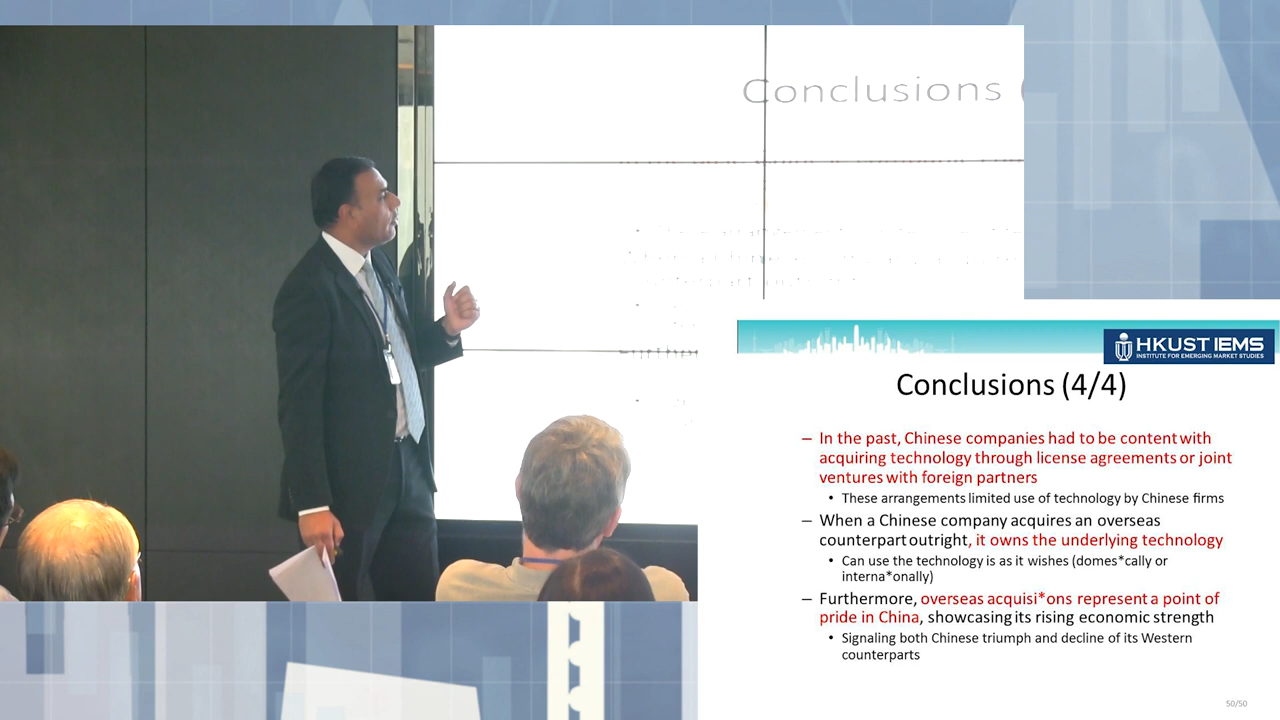 Conclusions (
HKUST IEMS
INSTITUTE FOR EMERGING MARKET STUDIES
Conclusions (4/4)
– In the past, Chinese companies had to be content with
acquiring technology through license agreements or joint
ventures with foreign partners
• These arrangements limited use of technology by Chinese firms
– When a Chinese company acquires an overseas
counterpart outright, it owns the underlying technology
• Can use the technology is as it wishes (domes*cally or
interna*onally)
– Furthermore, overseas acquisi*ons represent a point of
pride in China, showcasing its rising economic strength
• Signaling both Chinese triumph and decline of its Western
counterparts
50/50